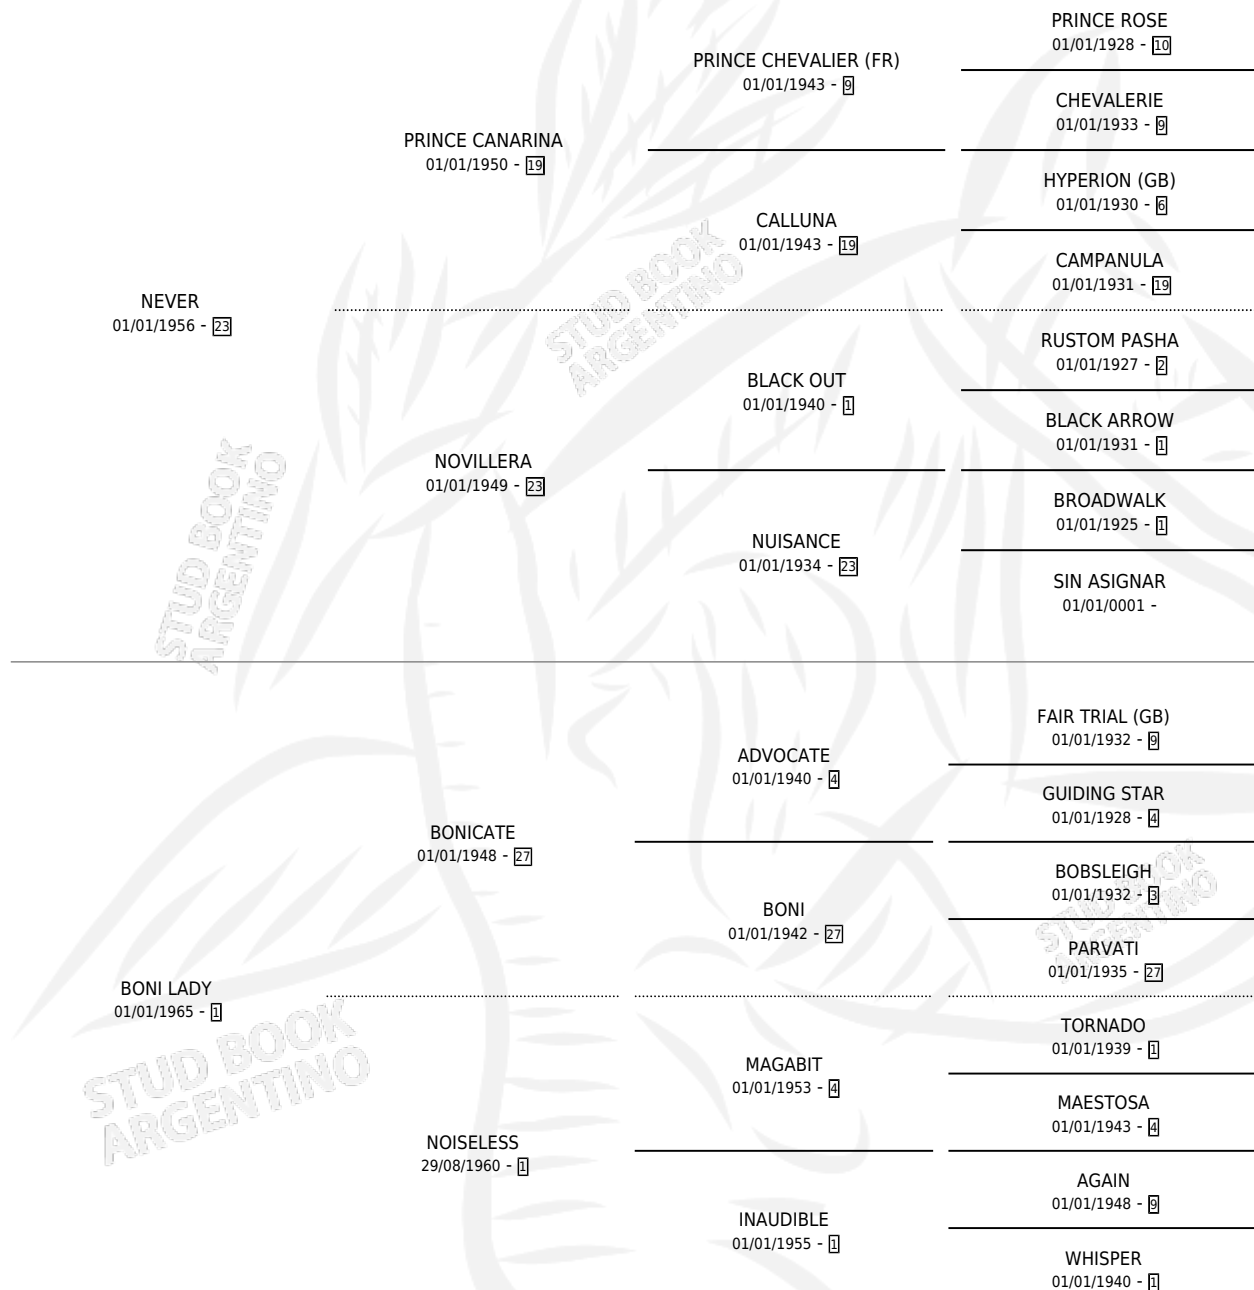 PRINCE ROSE
01/01/1928 - 10
PRINCE CHEVALIER (FR)
01/01/1943 - 9
CHEVALERIE
01/01/1933 - 9
PRINCE CANARINA
01/01/1950 - 19
HYPERION (GB)
01/01/1930 - 6
CALLUNA
01/01/1943 - 19
CAMPANULA
01/01/1931 - 19
NEVER
01/01/1956 - 23
RUSTOM PASHA
01/01/1927 - 2
BLACK OUT
01/01/1940 - 1
BLACK ARROW
01/01/1931 - 1
NOVILLERA
01/01/1949 - 23
BROADWALK
01/01/1925 - 1
NUISANCE
01/01/1934 - 23
SIN ASIGNAR
01/01/0001 -
FAIR TRIAL (GB)
01/01/1932 - 9
ADVOCATE
01/01/1940 - 4
GUIDING STAR
01/01/1928 - 4
BONICATE
01/01/1948 - 27
BOBSLEIGH
01/01/1932 - 3
BONI
01/01/1942 - 27
PARVATI
01/01/1935 - 27
BONI LADY
01/01/1965 - 1
TORNADO
01/01/1939 - 1
MAGABIT
01/01/1953 - 4
MAESTOSA
01/01/1943 - 4
NOISELESS
29/08/1960 - 1
AGAIN
01/01/1948 - 9
INAUDIBLE
01/01/1955 - 1
WHISPER
01/01/1940 - 1
STUD BOOK
ARGENTINO
STUD BOOK
ARGENTINO
STUD BOOK
ARGENTINO
STUD BOOK
ARGENTINO